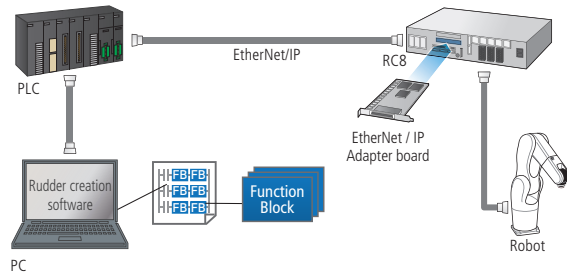 EtherNet/IP
PLC
RC8
EtherNet / IP
Adapter board
Rudder creation
software
FB FB
FB FB
FB FB
Function
Block
Robot
PC